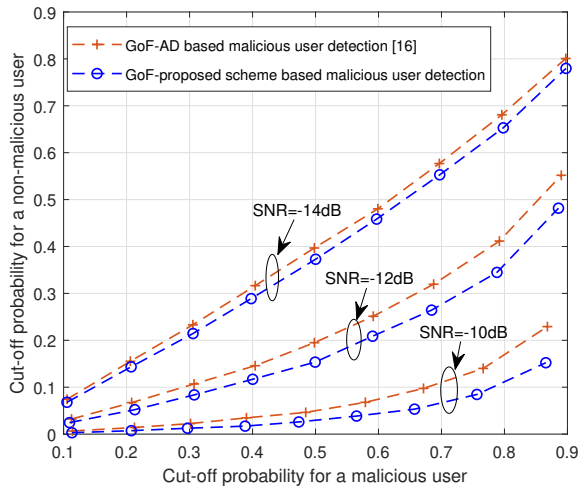 GoF-AD based malicious user detection [16]
GoF-proposed scheme based malicious user detection
SNR=-14dB
SNR=-12dB
SNR=-10dB
0.9
0.8
0.7
0.6
0.5
0.4
0.3
0.2
0.1
0
0.1 0.2 0.3 0.4 0.5 0.6 0.7 0.8 0.9
Cut-off probability for a malicious user
Cut-off probability for a non-malicious user